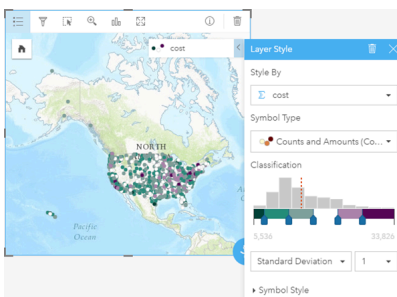 cost
Layer Style
Style By
Σ cost
Symbol Type
Counts and Amounts (Co...
NORTH
Classification
Pacific
Ocean
5,536
33,826
Standard Deviation
1
Symbol Style